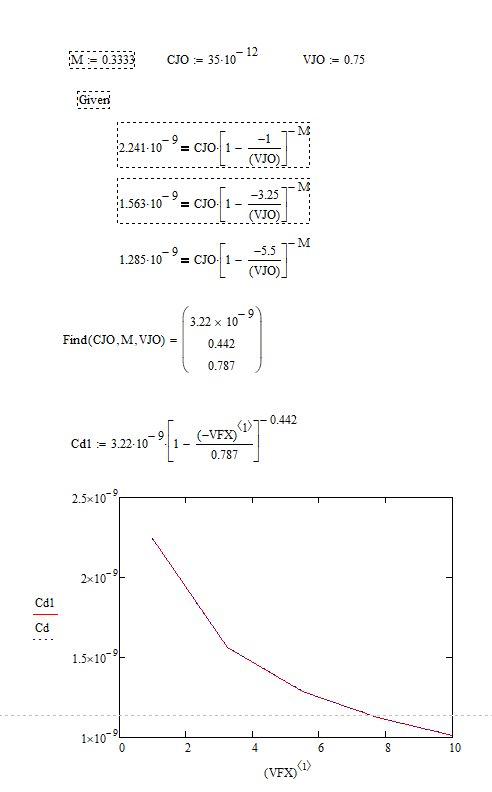 M := 0.3333 CJO := 35·10^-12 VJO := 0.75
Given
2.241·10^-9 = CJO·[1 - -1/(VJO)]^-M
1.563·10^-9 = CJO·[1 - -3.25/(VJO)]^-M
1.285·10^-9 = CJO·[1 - -5.5/(VJO)]^-M
Find(CJO,M,VJO) = (3.22 × 10^-9
0.442
0.787)
Cd1 := 3.22·10^-9·[1 - (-VFX)^⟨1⟩/0.787]^-0.442
2.5×10^-9
2×10^-9
Cd1
Cd
1.5×10^-9
1×10^-9
0 2 4 6 8 10
(VFX)^⟨1⟩